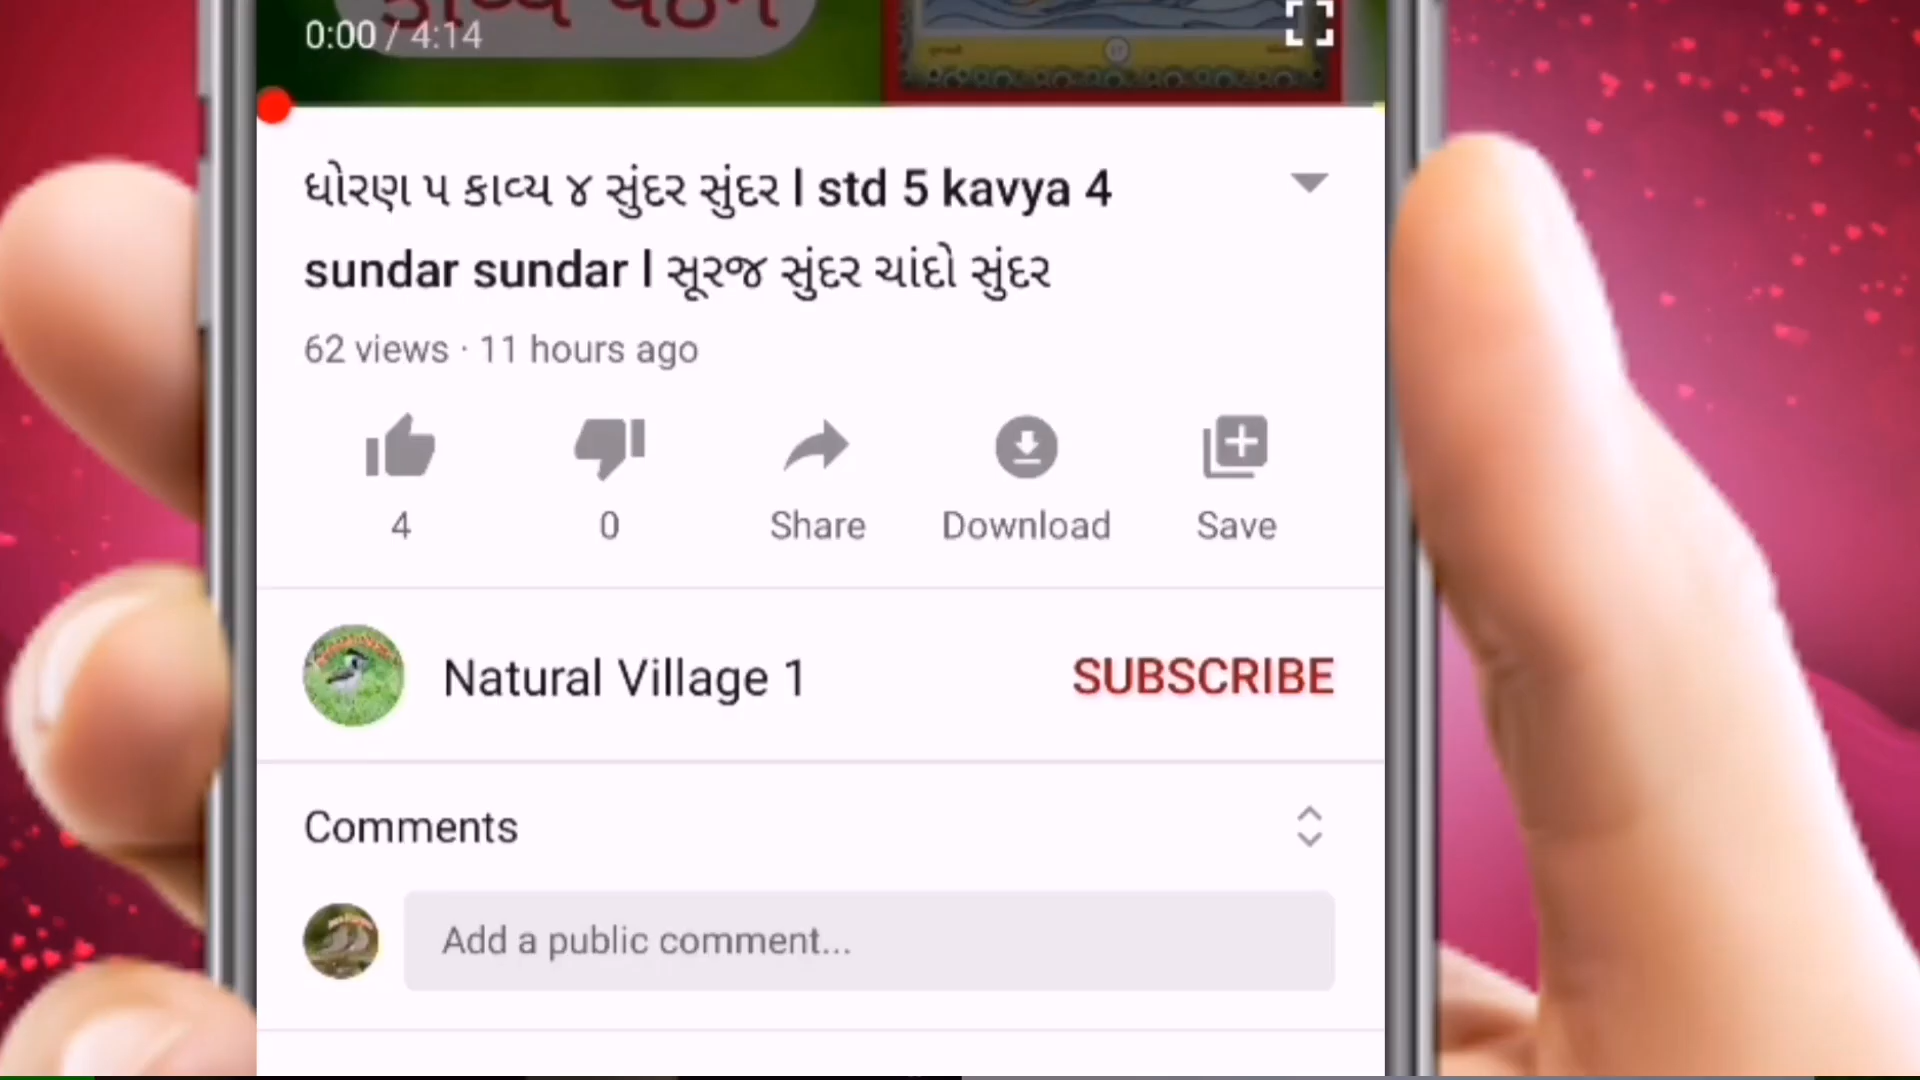 કાવ્ય પઠન
0:00 / 4:14
ધોરણ ૫ કાવ્ય ૪ સુંદર સુંદર l std 5 kavya 4
sundar sundar l સૂરજ સુંદર ચાંદો સુંદર
62 views · 11 hours ago
4
0
Share
Download
Save
Natural Village 1
SUBSCRIBE
Comments
Add a public comment...